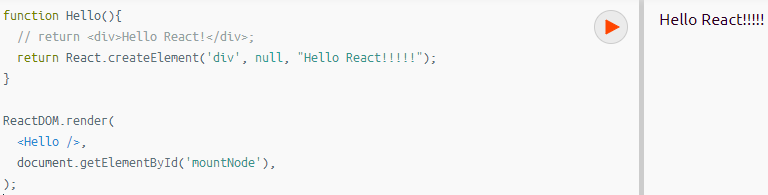 function Hello(){
  // return <div>Hello React!</div>;
  return React.createElement('div', null, "Hello React!!!!!");
}

ReactDOM.render(
  <Hello />,
  document.getElementById('mountNode'),
);
Hello React!!!!!